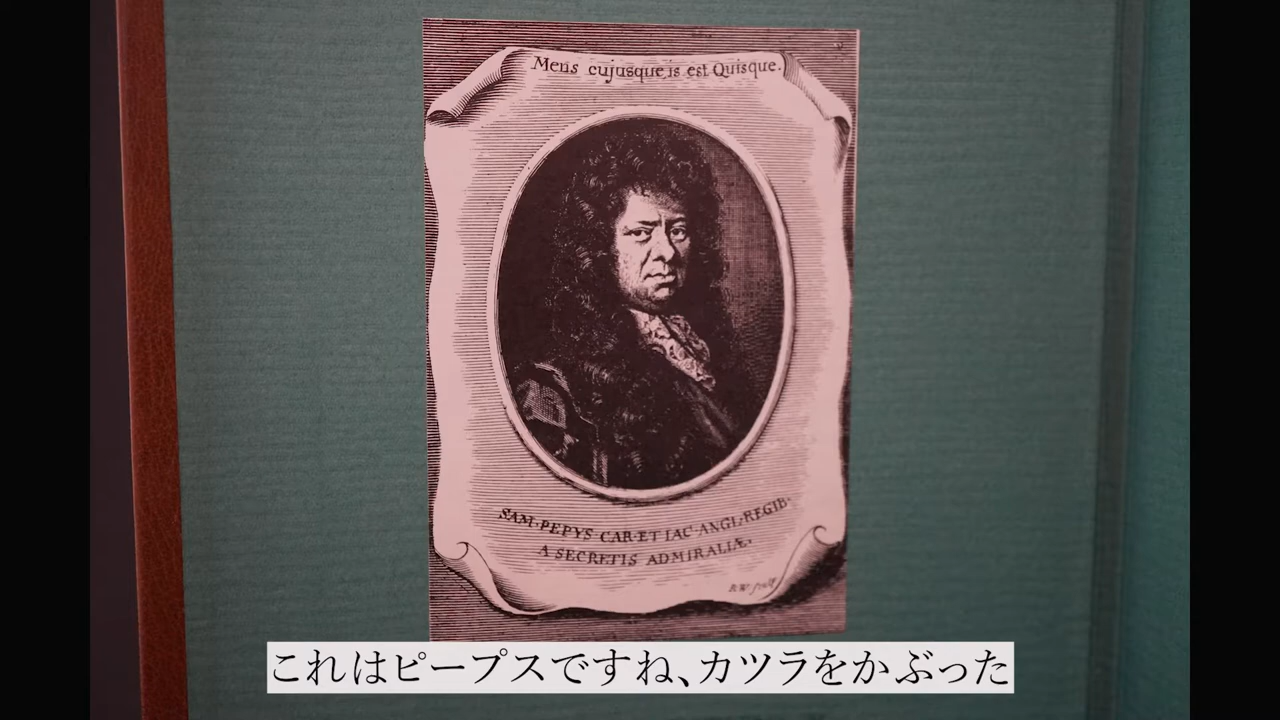 Mens cujusque is est Quisque.
SAM·PEPYS CAR·ET IAC·ANGL·REGIB·
A SECRETIS ADMIRALIÆ·
R·W· sculp
これはピープスですね、カツラをかぶった